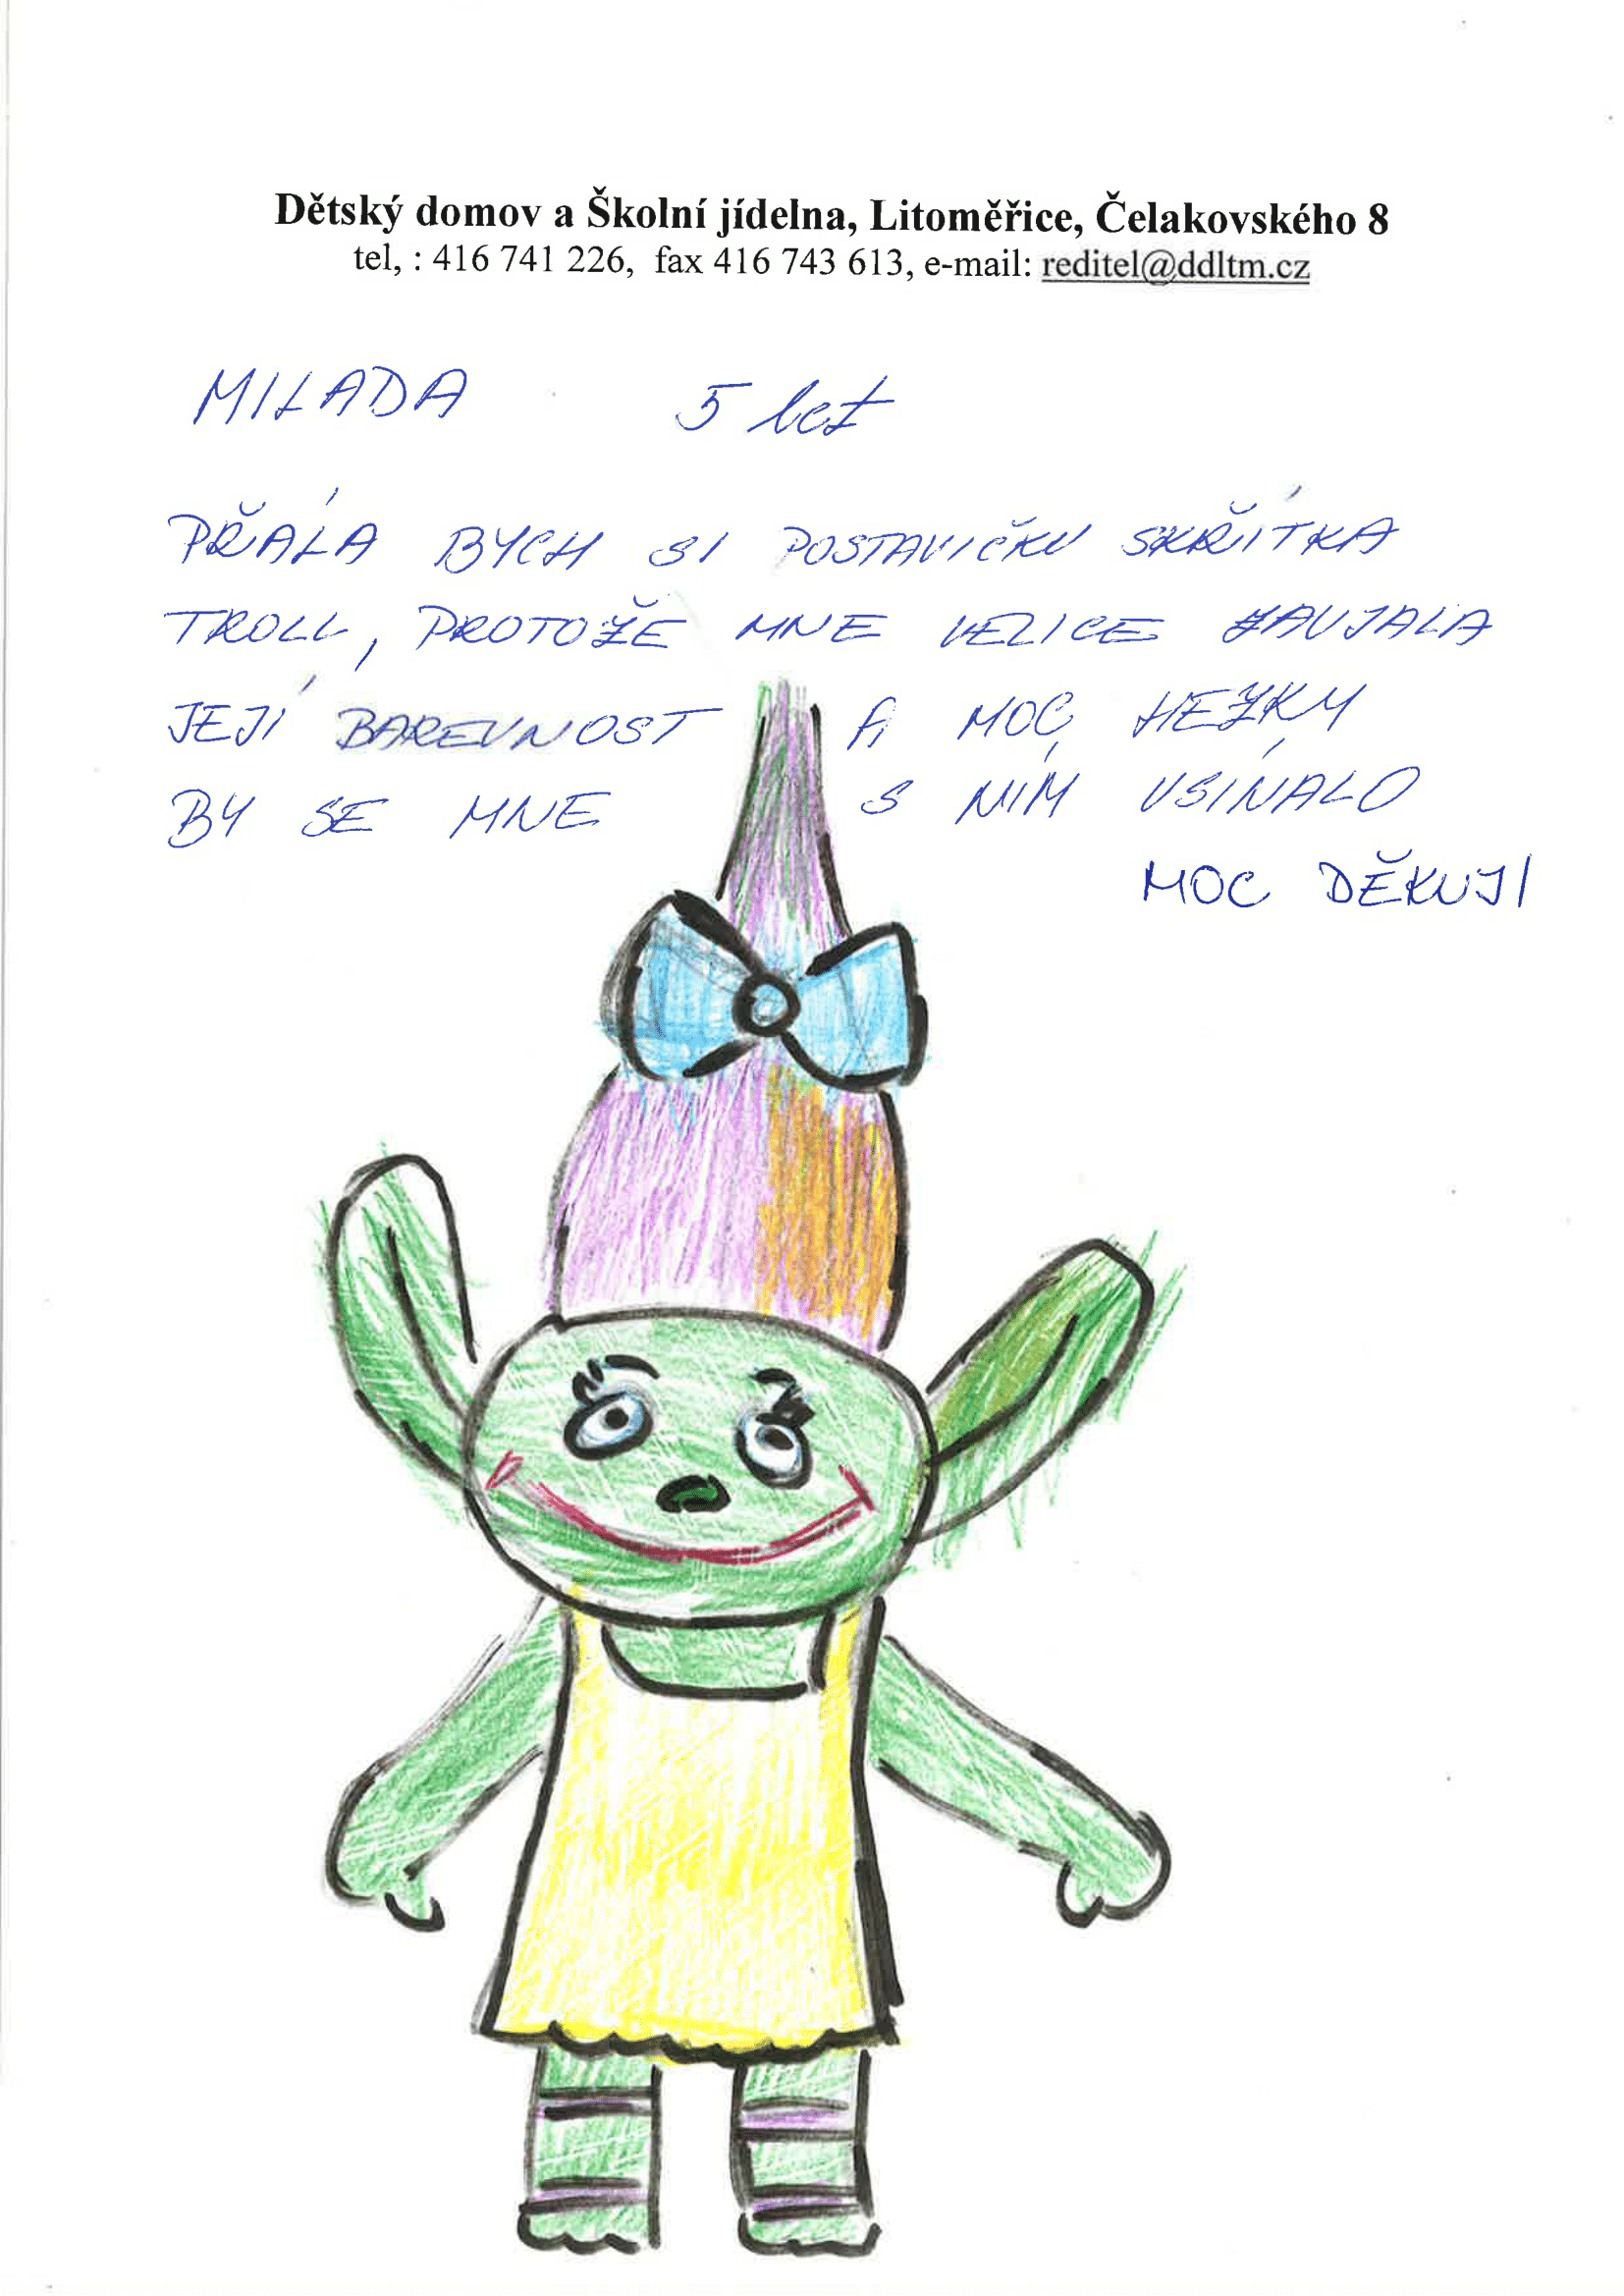 Dětský domov a Školní jídelna, Litoměřice, Čelakovského 8
tel, : 416 741 226, fax 416 743 613, e-mail: reditel@ddltm.cz
MILADA 5 let
PŘÁLA BYCH SI POSTAVIČKU SKŘÍTKA
TROLL, PROTOŽE MNE VELICE ZAUJALA
JEJÍ BAREVNOST A MOC HEZKY
BY SE MNE S NÍM USÍNALO
MOC DĚKUJI